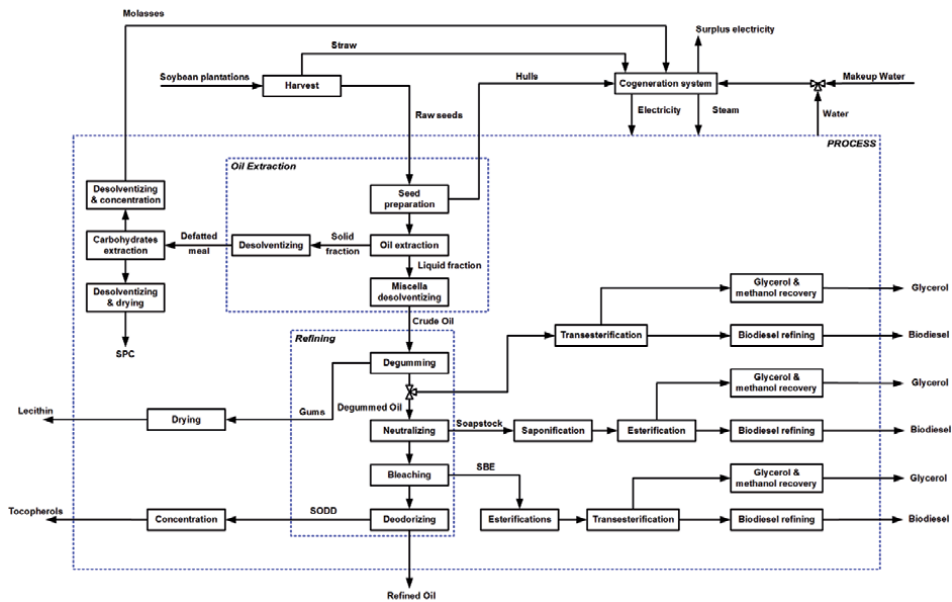 Molasses
Surplus electricity
Straw
Soybean plantations
Harvest
Hulls
Cogeneration system
Makeup Water
Raw seeds
Electricity
Steam
Water
PROCESS
Oil Extraction
Desolventizing
& concentration
Seed
preparation
Carbohydrates
extraction
Defatted
meal
Desolventizing
Solid
fraction
Oil extraction
Liquid fraction
Desolventizing
& drying
Miscella
desolventizing
Glycerol &
methanol recovery
Glycerol
Crude Oil
SPC
Refining
Transesterification
Biodiesel refining
Biodiesel
Degumming
Glycerol &
methanol recovery
Glycerol
Lecithin
Drying
Gums
Degummed Oil
Neutralizing
Soapstock
Saponification
Esterification
Biodiesel refining
Biodiesel
Bleaching
SBE
Glycerol &
methanol recovery
Glycerol
Tocopherols
Concentration
SODD
Deodorizing
Esterifications
Transesterification
Biodiesel refining
Biodiesel
Refined Oil